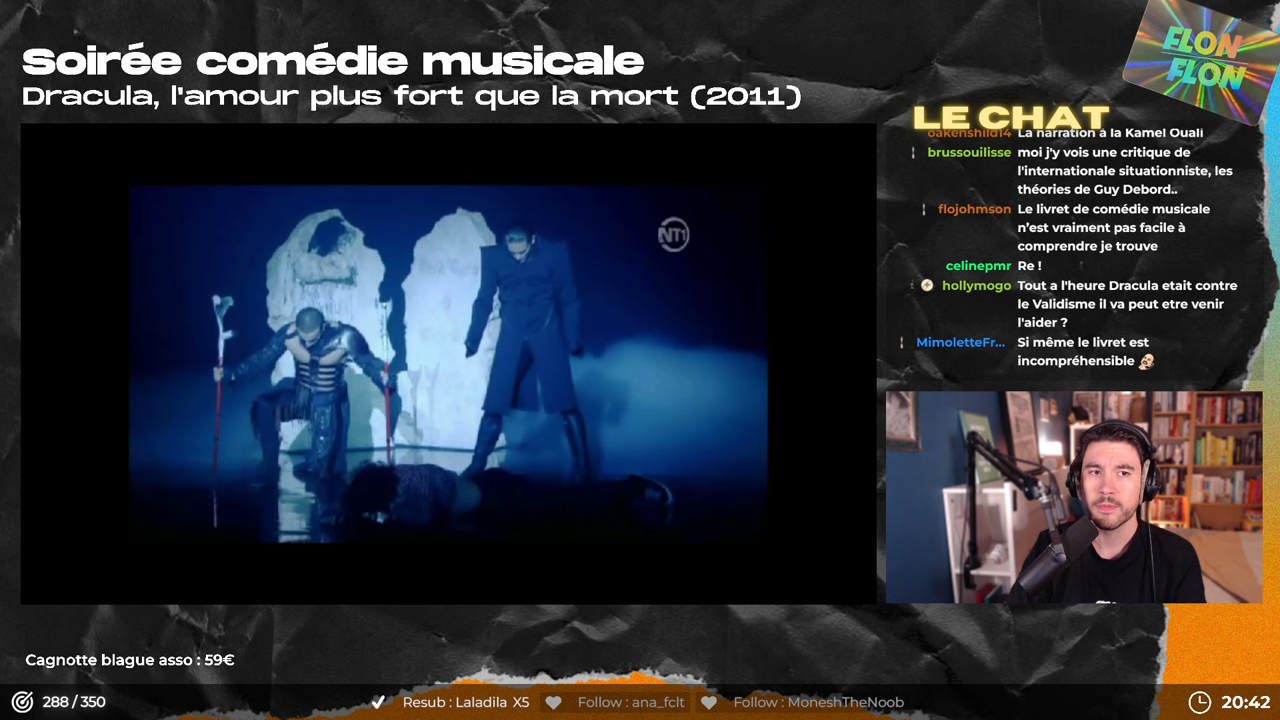 Soirée comédie musicale
Dracula, l'amour plus fort que la mort (2011)
FLON
FLON
LE CHAT
oakenshild14 La narration à la Kamel Ouali
brussouilisse moi j'y vois une critique de
l'internationale situationniste, les
théories de Guy Debord..
flojohmson Le livret de comédie musicale
n'est vraiment pas facile à
comprendre je trouve
celinepmr Re !
hollymogo Tout a l'heure Dracula etait contre
le Validisme il va peut etre venir
l'aider ?
MimoletteFr... Si même le livret est
incompréhensible
NT1
Cagnotte blague asso : 59€
288 / 350
Resub : Laladila X5
Follow : ana_fclt
Follow : MoneshTheNoob
20:42